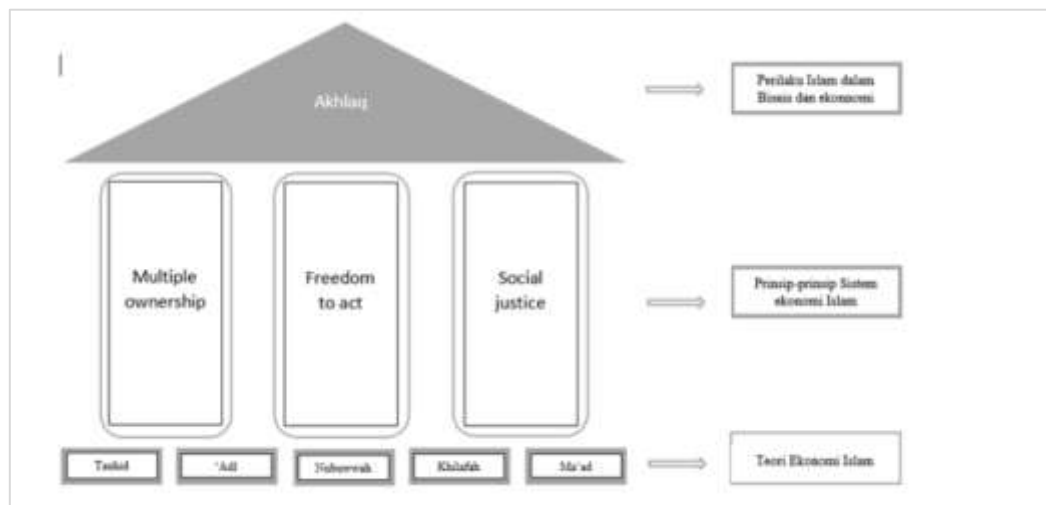 Akhlaq
Perilaku Islam dalam
Bisnis dan ekonnomi
Multiple
ownership
Freedom
to act
Social
justice
Prinsip-prinsip Sistem
ekonomi Islam
Tauhid
'Adl
Nubuwwah
Khilafah
Ma'ad
Teori Ekonomi Islam